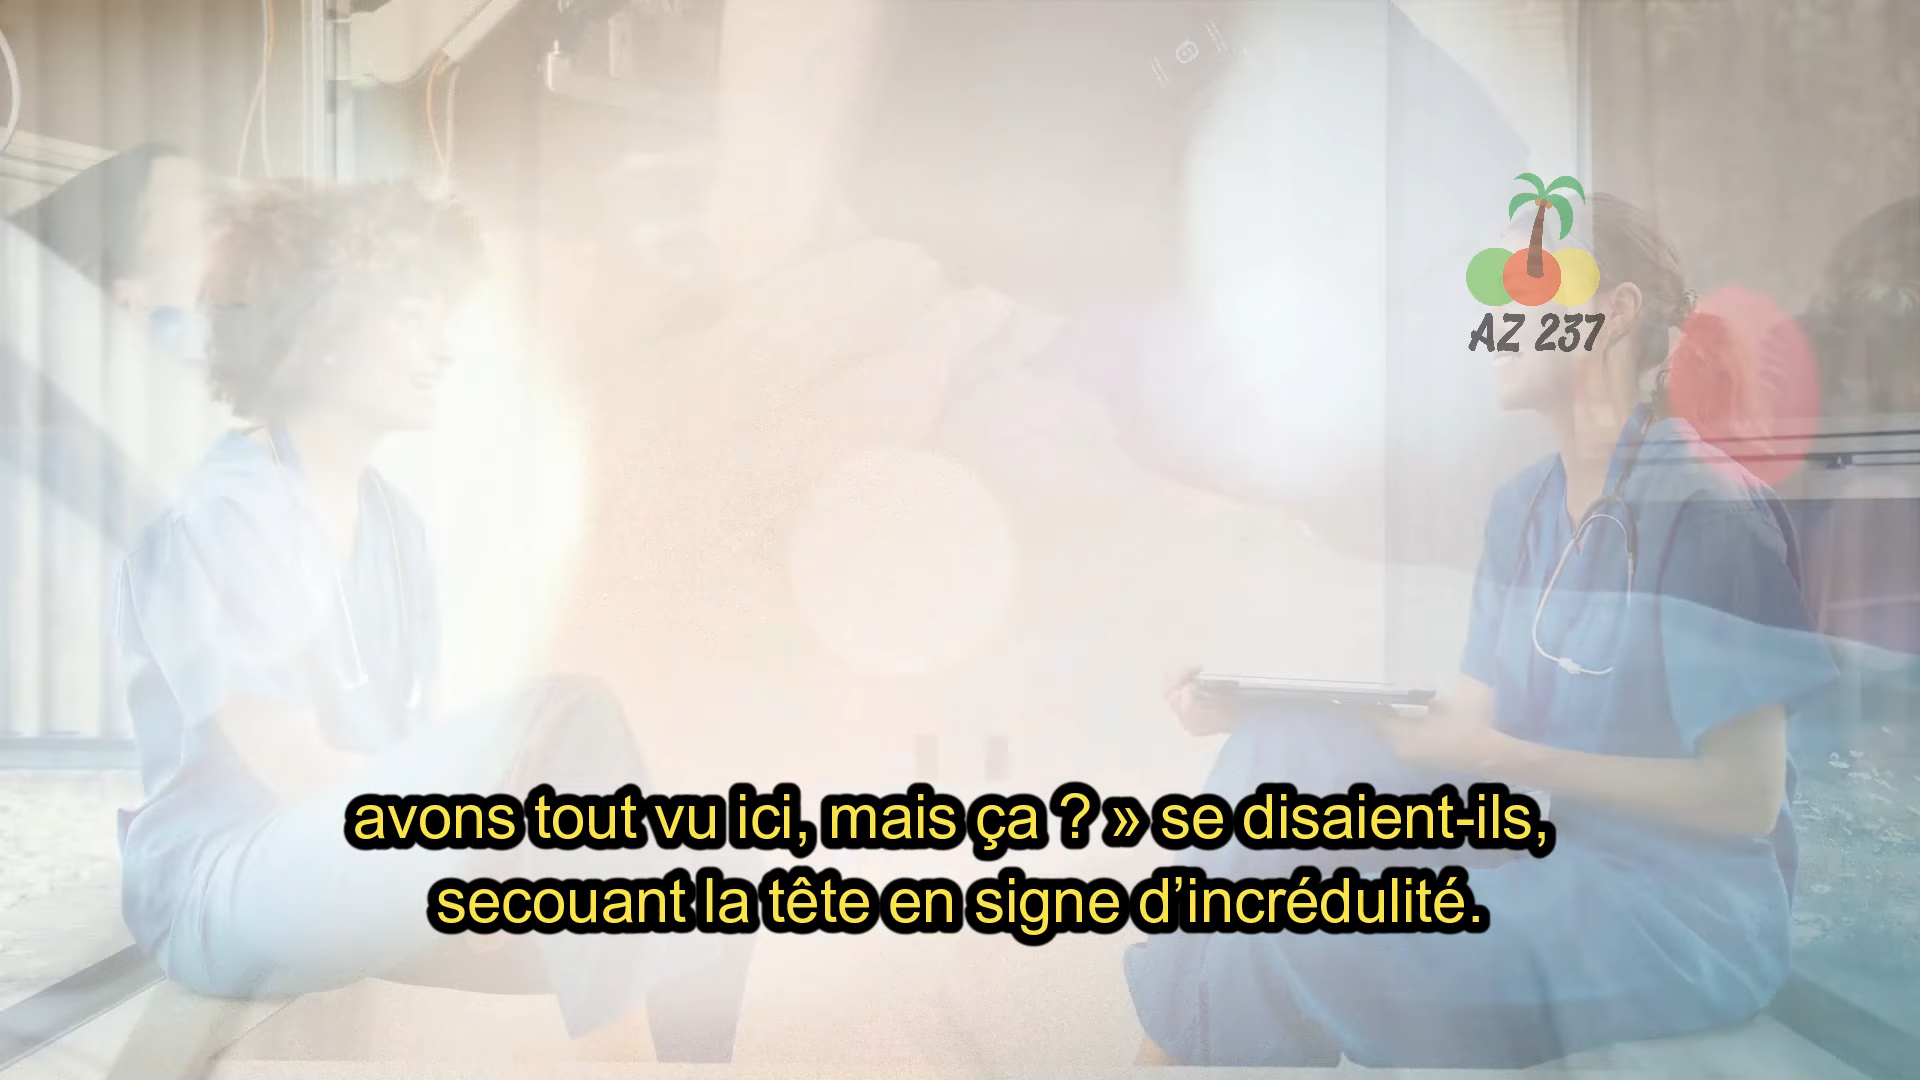 AZ 237
avons tout vu ici, mais ça ? » se disaient-ils,
secouant la tête en signe d’incrédulité.